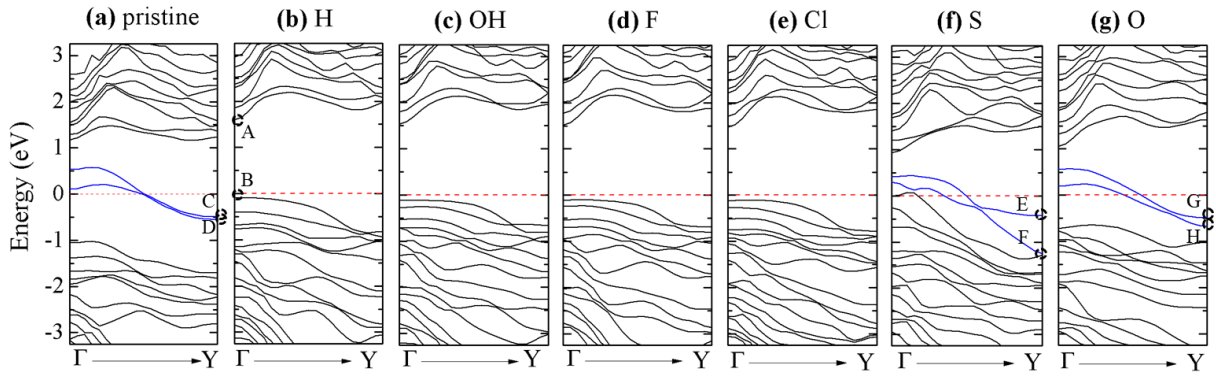 (a) pristine (b) H (c) OH (d) F (e) Cl (f) S (g) O
Energy (eV)
3
2
1
0
-1
-2
-3
A
B
C
D
E
F
G
H
Γ Y Γ Y Γ Y Γ Y Γ Y Γ Y Γ Y